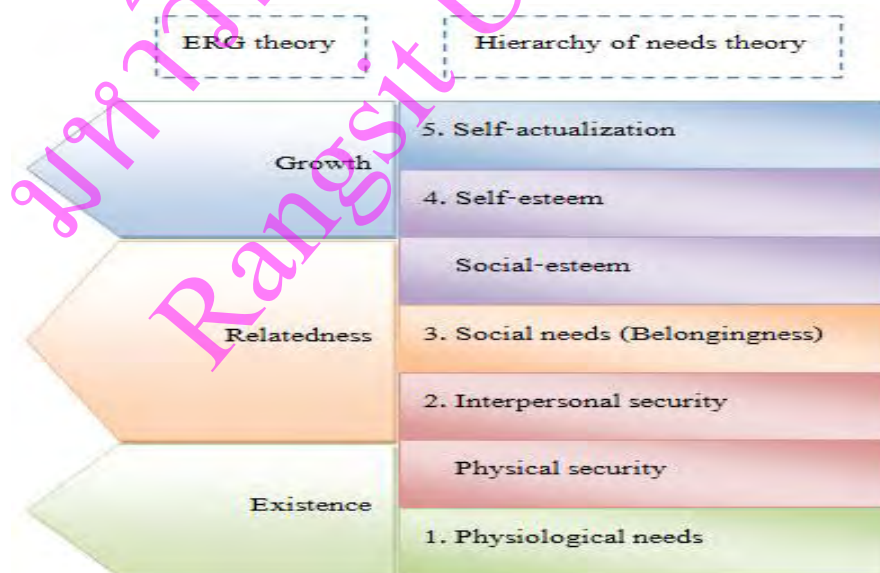 ERG theory
Hierarchy of needs theory
Growth
5. Self-actualization
4. Self-esteem
Social-esteem
Relatedness
3. Social needs (Belongingness)
2. Interpersonal security
Physical security
Existence
1. Physiological needs
Rangsit U